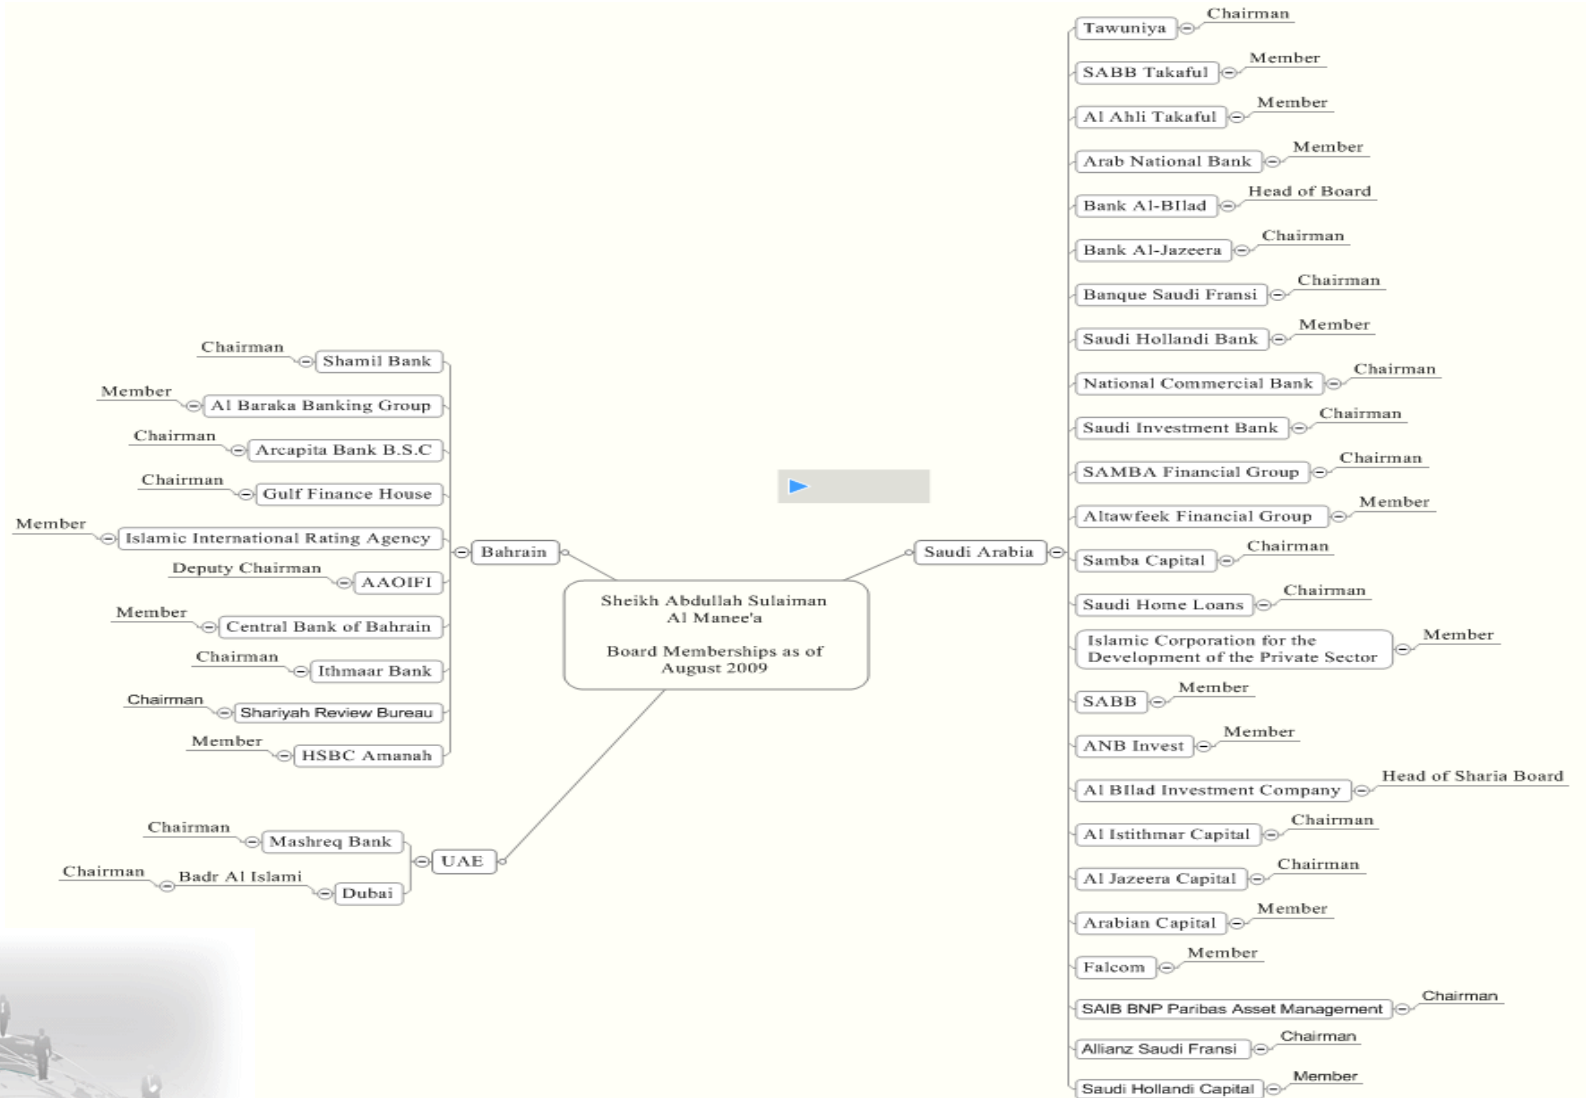 Sheikh Abdullah Sulaiman
Al Manee'a
Board Memberships as of
August 2009
Bahrain
Chairman
Shamil Bank
Member
Al Baraka Banking Group
Chairman
Arcapita Bank B.S.C
Chairman
Gulf Finance House
Member
Islamic International Rating Agency
Deputy Chairman
AAOIFI
Member
Central Bank of Bahrain
Chairman
Ithmaar Bank
Chairman
Shariyah Review Bureau
Member
HSBC Amanah
UAE
Chairman
Mashreq Bank
Chairman
Badr Al Islami
Dubai
Saudi Arabia
Tawuniya
Chairman
SABB Takaful
Member
Al Ahli Takaful
Member
Arab National Bank
Member
Bank Al-BIlad
Head of Board
Bank Al-Jazeera
Chairman
Banque Saudi Fransi
Chairman
Saudi Hollandi Bank
Member
National Commercial Bank
Chairman
Saudi Investment Bank
Chairman
SAMBA Financial Group
Chairman
Altawfeek Financial Group
Member
Samba Capital
Chairman
Saudi Home Loans
Chairman
Islamic Corporation for the
Development of the Private Sector
Member
SABB
Member
ANB Invest
Member
Al BIlad Investment Company
Head of Sharia Board
Al Istithmar Capital
Chairman
Al Jazeera Capital
Chairman
Arabian Capital
Member
Falcom
Member
SAIB BNP Paribas Asset Management
Chairman
Allianz Saudi Fransi
Chairman
Saudi Hollandi Capital
Member